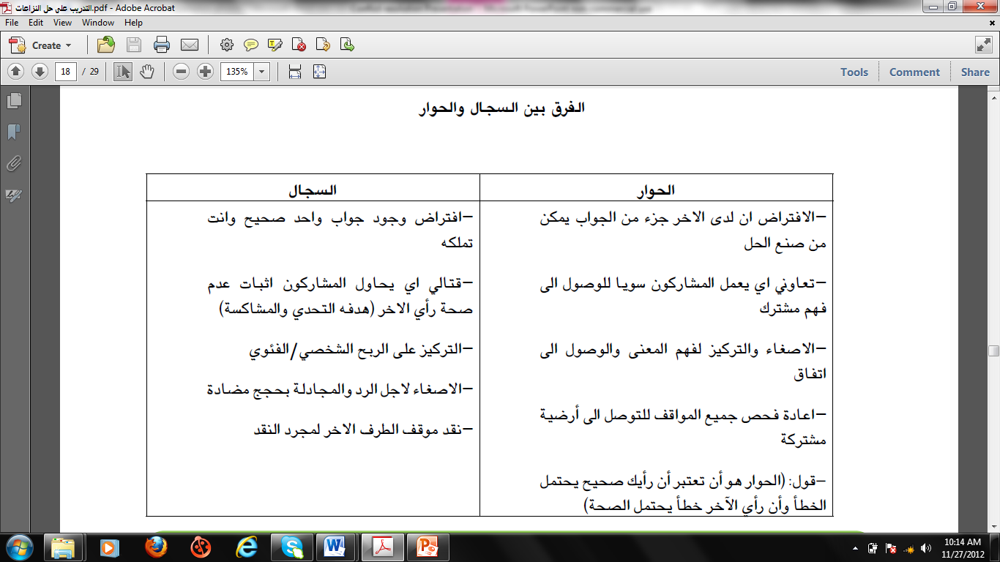 التدريب على حل النزاعات.pdf - Adobe Acrobat
File Edit View Window Help
Create
18 / 29 135% Tools Comment Share
الفرق بين السجال والحوار
الحوار
–الافتراض ان لدى الاخر جزء من الجواب يمكن
من صنع الحل
–تعاوني اي يعمل المشاركون سويا للوصول الى
فهم مشترك
–الاصغاء والتركيز لفهم المعنى والوصول الى
اتفاق
–اعادة فحص جميع المواقف للتوصل الى أرضية
مشتركة
–قول: (الحوار هو أن تعتبر أن رأيك صحيح يحتمل
الخطأ وأن رأي الآخر خطأ يحتمل الصحة)
السجال
–افتراض وجود جواب واحد صحيح وانت
تملكه
–قتالي اي يحاول المشاركون اثبات عدم
صحة رأي الاخر (هدفه التحدي والمشاكسة)
–التركيز على الربح الشخصي/الفئوي
–الاصغاء لاجل الرد والمجادلة بحجج مضادة
–نقد موقف الطرف الاخر لمجرد النقد
10:14 AM
11/27/2012